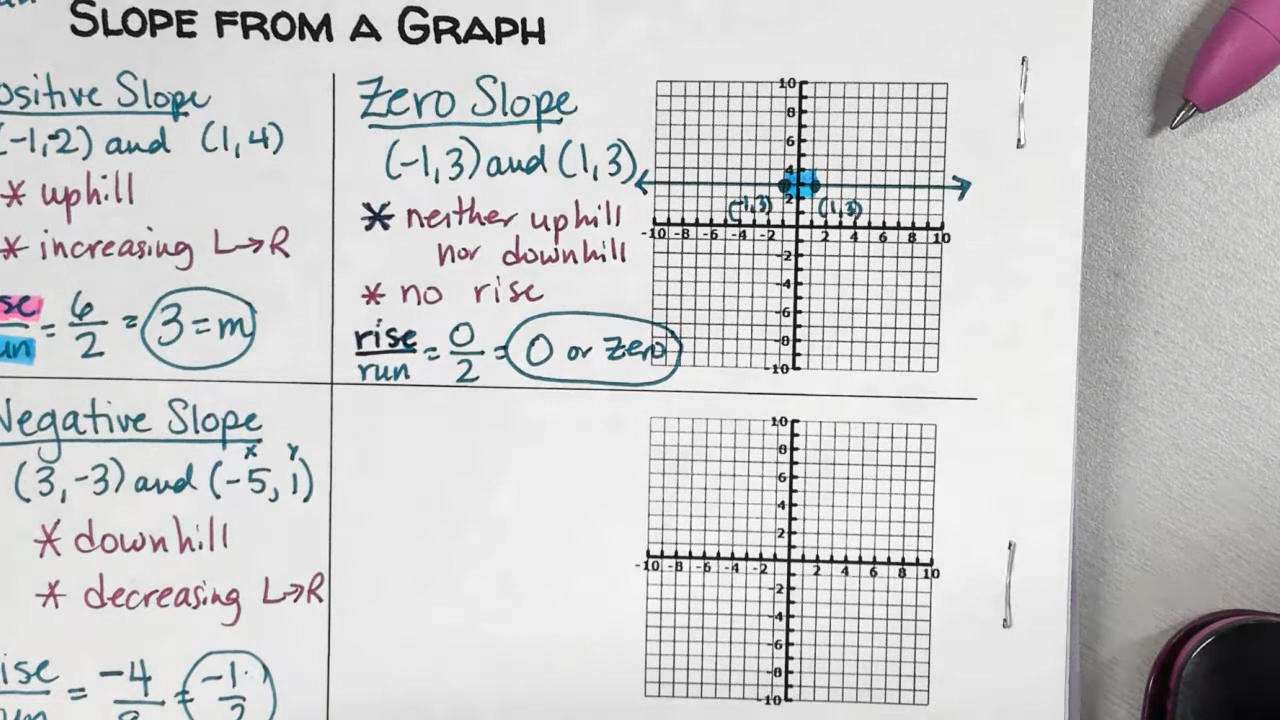 SLOPE FROM A GRAPH
ositive Slope
(-1,2) and (1,4)
* uphill
* increasing L→R
se = 6 = 3=m
un 2
Zero Slope
(-1,3) and (1,3)
* neither uphill
nor downhill
* no rise
rise = 0 = 0 or zero
run 2
10
8
6
4
2
(-1,3) (1,3)
-10 -8 -6 -4 -2 2 4 6 8 10
-2
-4
-6
-8
-10
Negative Slope
x y
(3,-3) and (-5,1)
* downhill
* decreasing L→R
ise = -4 = -1
2
10
8
6
4
2
-10 -8 -6 -4 -2 2 4 6 8 10
-2
-4
-6
-8
-10